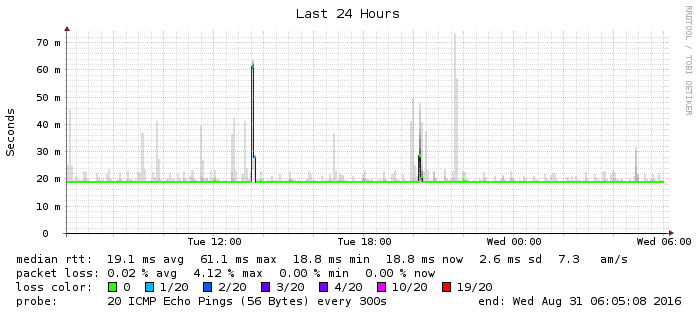 Last 24 Hours
RRDTOOL / TOBI OETIKER
Seconds
70 m
60 m
50 m
40 m
30 m
20 m
10 m
0
Tue 12:00 Tue 18:00 Wed 00:00 Wed 06:00
median rtt: 19.1 ms avg 61.1 ms max 18.8 ms min 18.8 ms now 2.6 ms sd 7.3 am/s
packet loss: 0.02 % avg 4.12 % max 0.00 % min 0.00 % now
loss color: 0 1/20 2/20 3/20 4/20 10/20 19/20
probe: 20 ICMP Echo Pings (56 Bytes) every 300s end: Wed Aug 31 06:05:08 2016